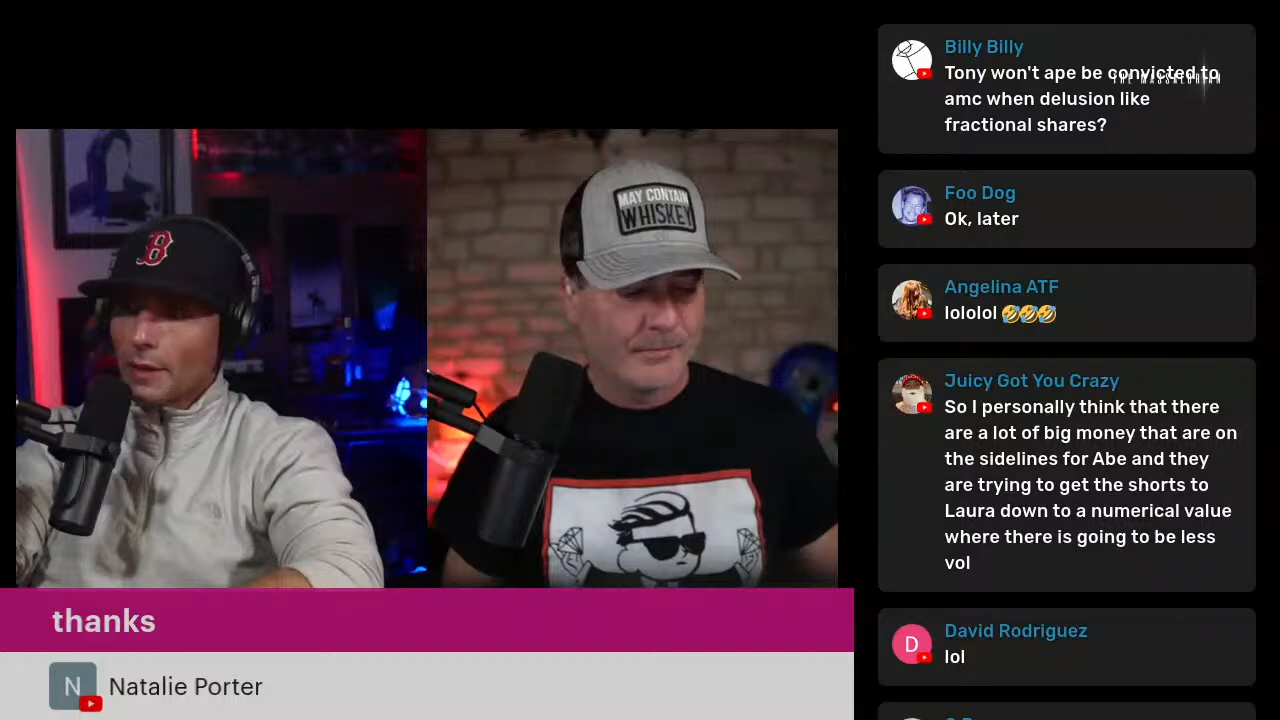 Billy Billy
Tony won't ape be convicted to
amc when delusion like
fractional shares?
Foo Dog
Ok, later
Angelina ATF
lololol 🤣🤣🤣
Juicy Got You Crazy
So I personally think that there
are a lot of big money that are on
the sidelines for Abe and they
are trying to get the shorts to
Laura down to a numerical value
where there is going to be less
vol
D
David Rodriguez
lol
B
MAY CONTAIN
WHISKEY
thanks
N
Natalie Porter